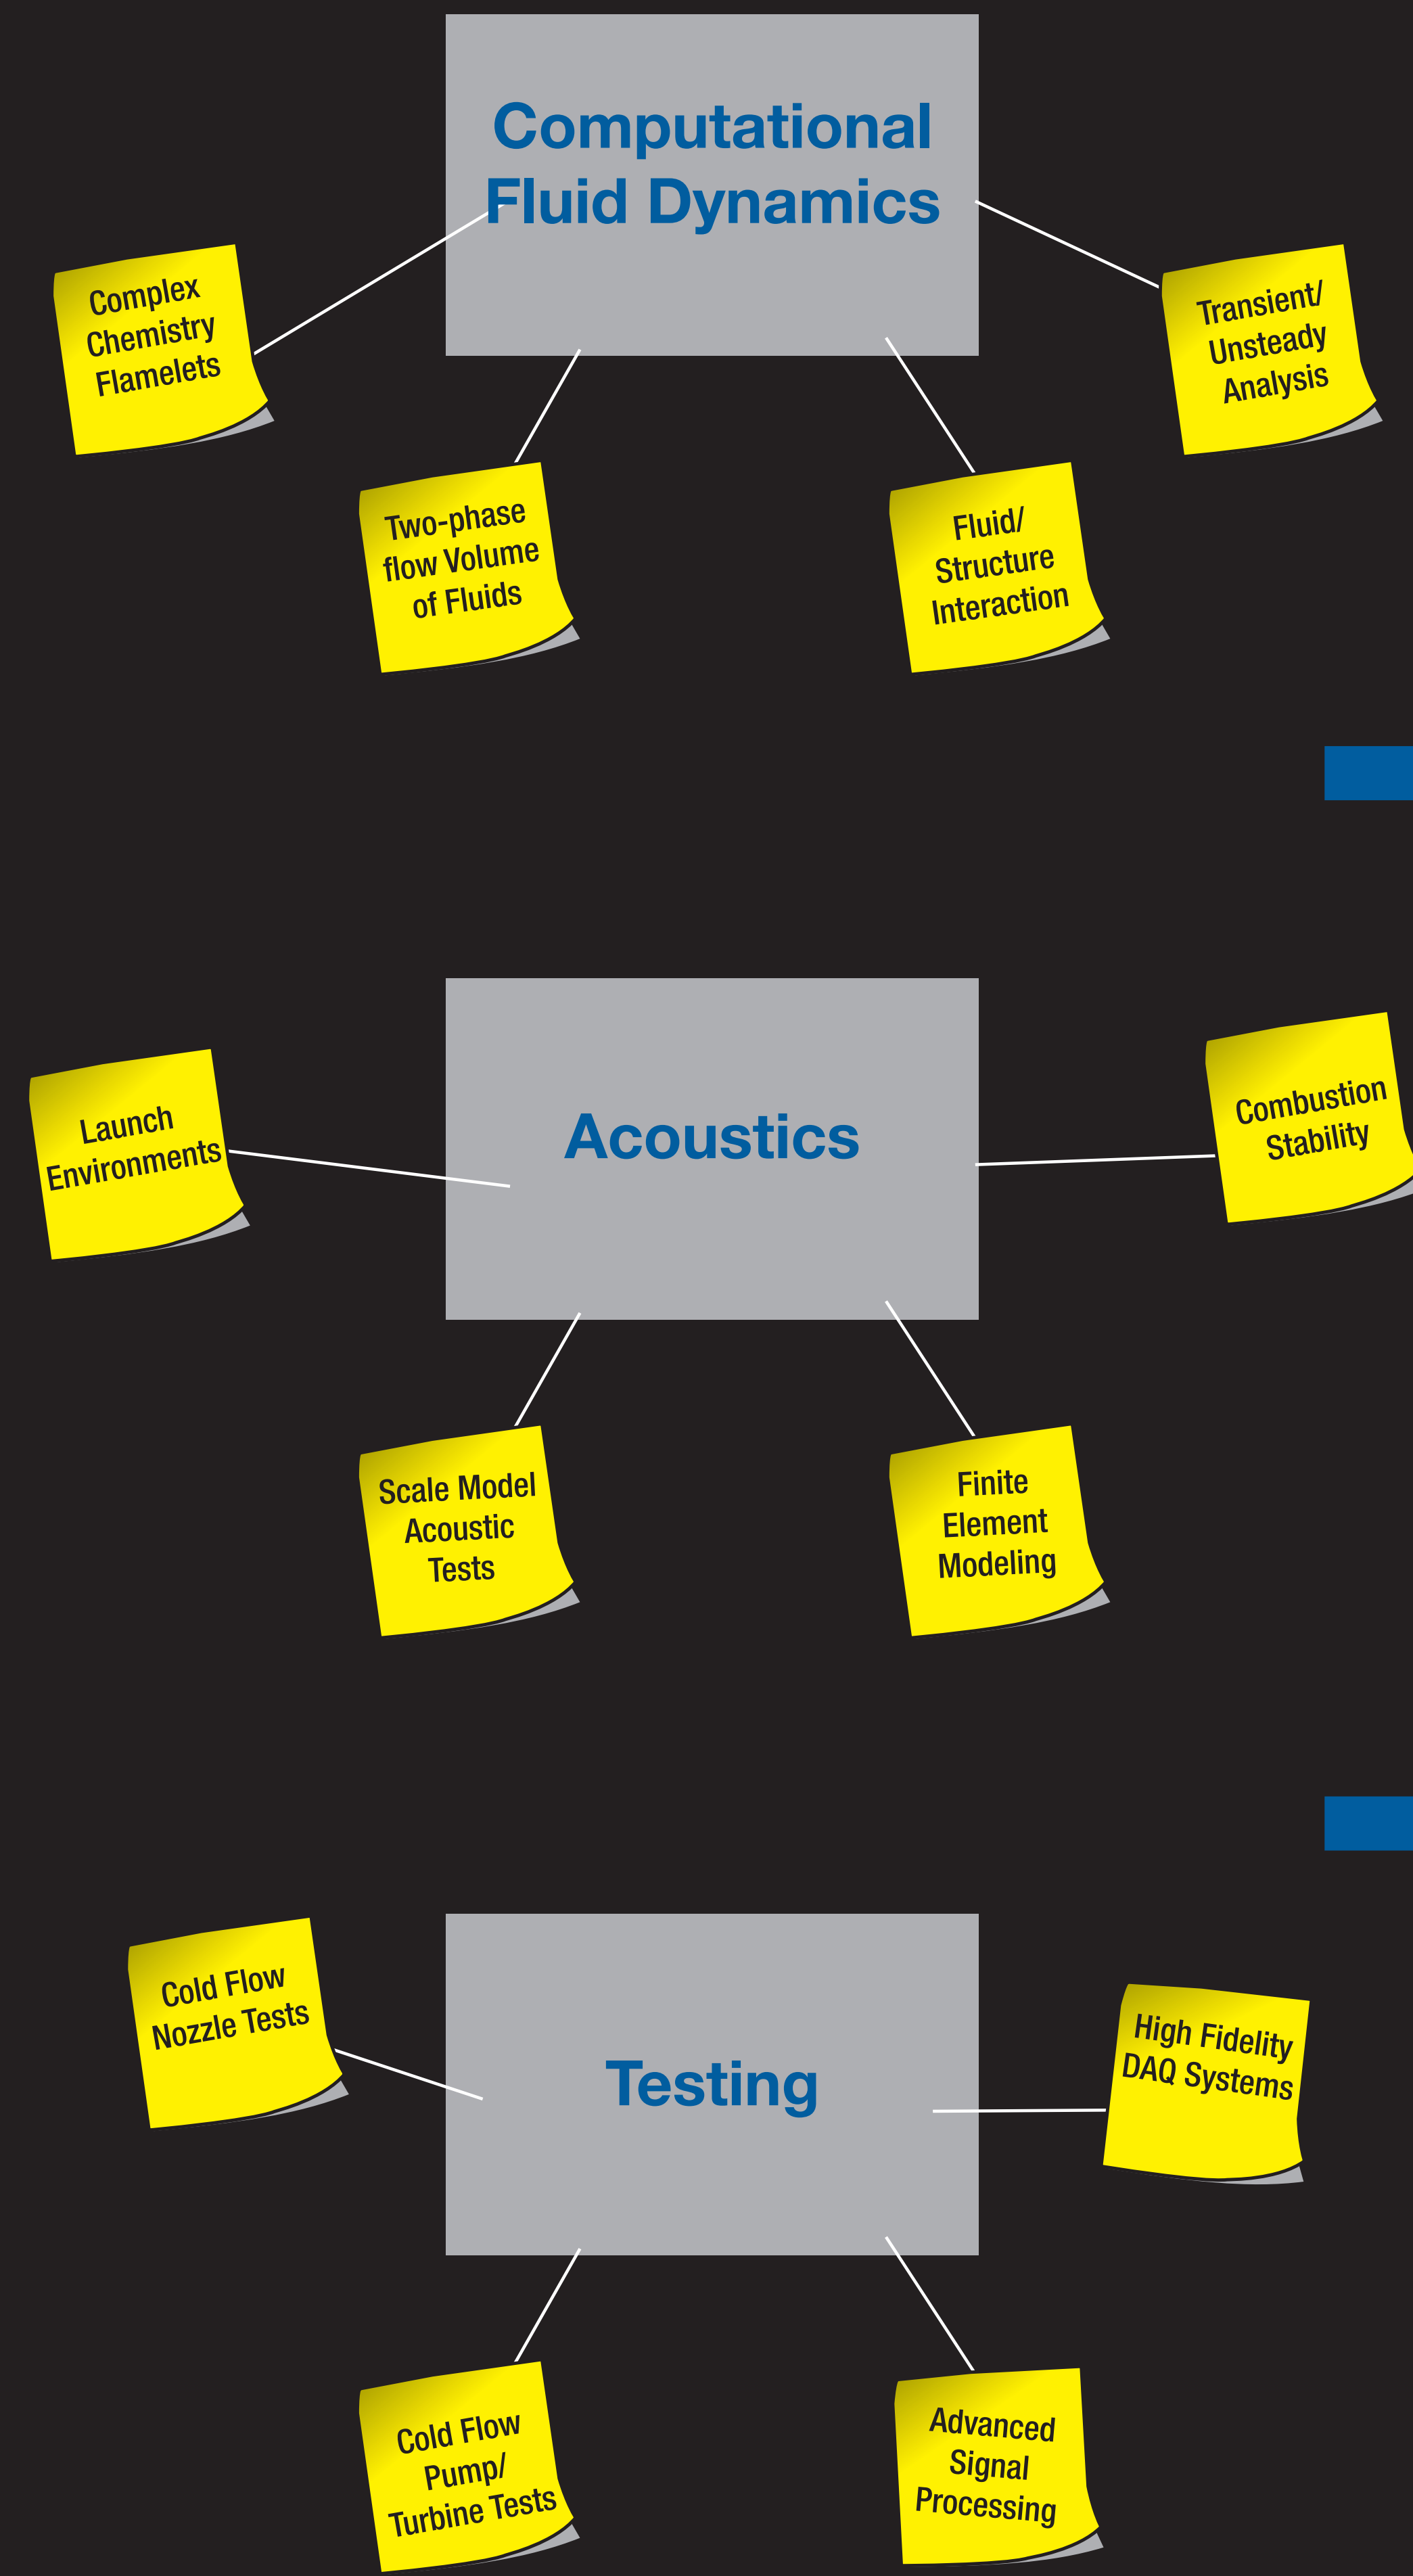 Computational
Fluid Dynamics
Complex
Chemistry
Flamelets
Transient/
Unsteady
Analysis
Two-phase
flow Volume
of Fluids
Fluid/
Structure
Interaction
Acoustics
Launch
Environments
Combustion
Stability
Scale Model
Acoustic
Tests
Finite
Element
Modeling
Testing
Cold Flow
Nozzle Tests
High Fidelity
DAQ Systems
Cold Flow
Pump/
Turbine Tests
Advanced
Signal
Processing